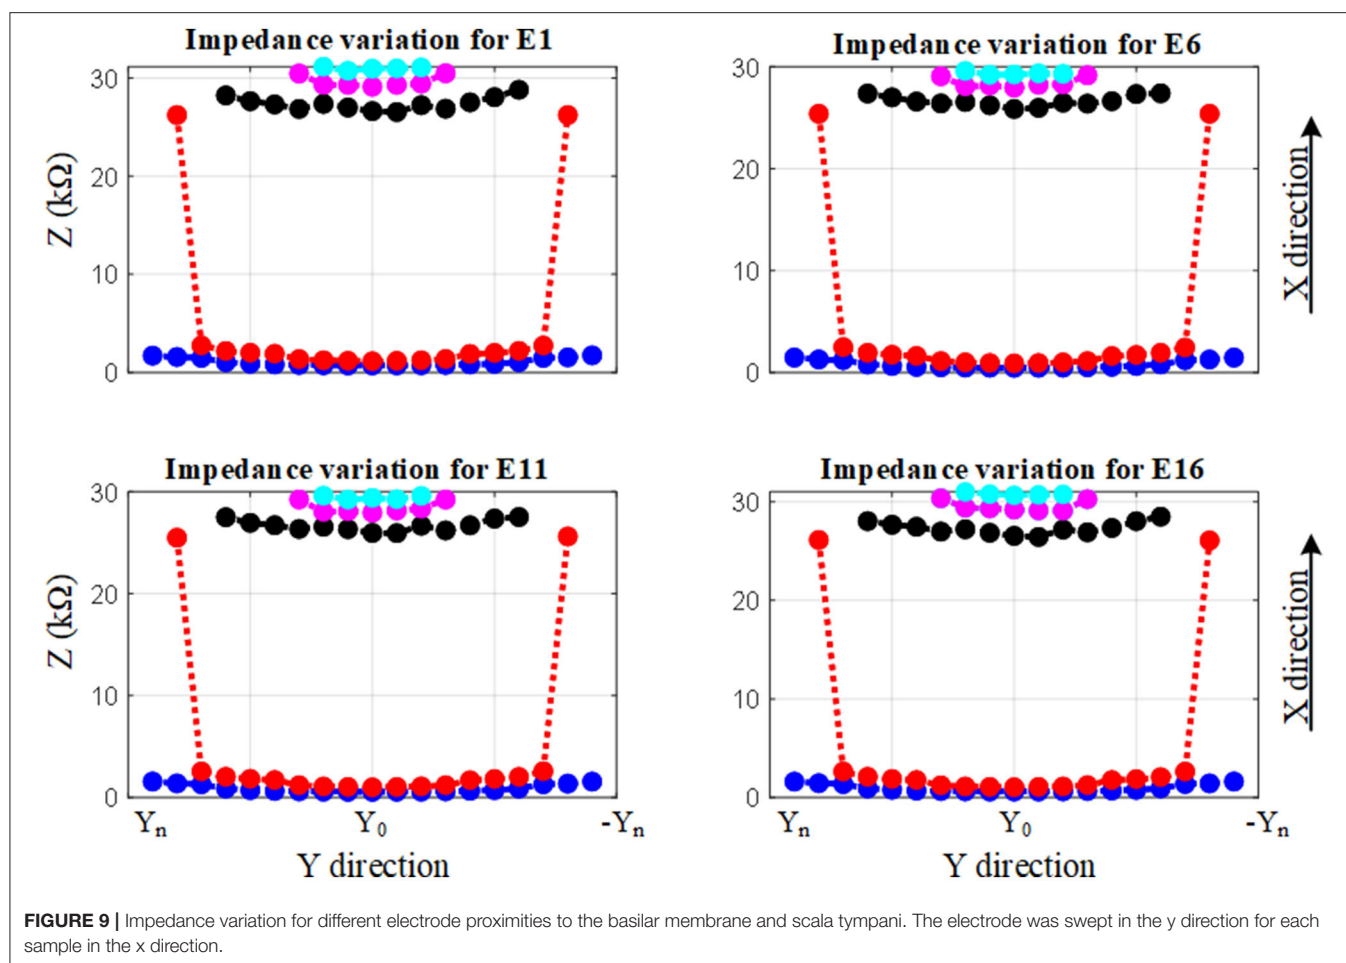 Impedance variation for E1
Impedance variation for E6
30
20
10
0
Z (kΩ)
30
20
10
0
X direction
Impedance variation for E11
Impedance variation for E16
30
20
10
0
Z (kΩ)
30
20
10
0
X direction
Yn Y0 -Yn
Yn Y0 -Yn
Y direction
Y direction
FIGURE 9 | Impedance variation for different electrode proximities to the basilar membrane and scala tympani. The electrode was swept in the y direction for each
sample in the x direction.